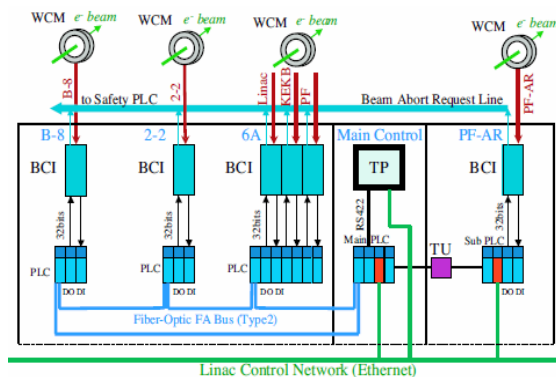 WCM e- beam
WCM e- beam
WCM e- beam
WCM e- beam
B-8
2-2
Linac
KEKB
PF
PF-AR
to Safety PLC
Beam Abort Request Line
B-8
2-2
6A
Main Control
PF-AR
BCI
BCI
BCI
TP
BCI
32bits
32bits
32bits
RS422
32bits
Main PLC
TU
Sub PLC
PLC
PLC
PLC
DO DI
DO DI
DO DI
DO DI
Fiber-Optic FA Bus (Type2)
Linac Control Network (Ethernet)